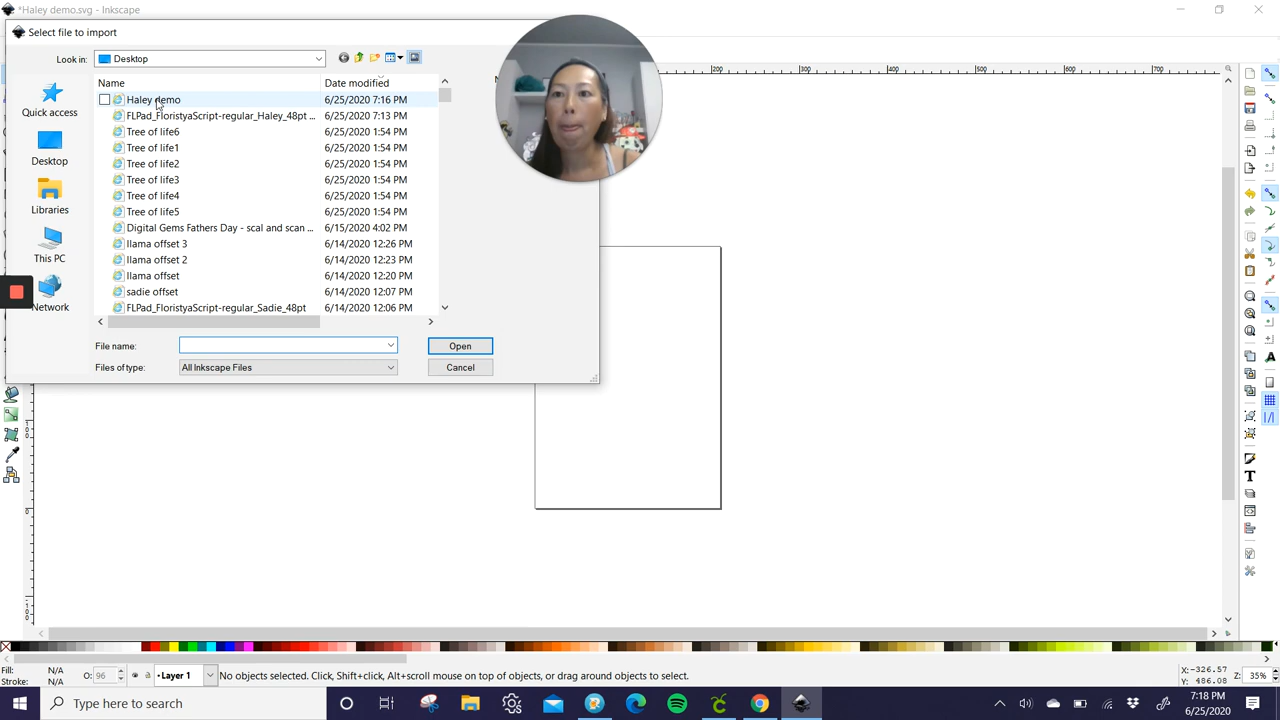 *Haley demo.svg - Inkscape
Select file to import
Look in: Desktop
Name Date modified
Haley demo 6/25/2020 7:16 PM
FLPad_FloristyaScript-regular_Haley_48pt ... 6/25/2020 7:13 PM
Tree of life6 6/25/2020 1:54 PM
Tree of life1 6/25/2020 1:54 PM
Tree of life2 6/25/2020 1:54 PM
Tree of life3 6/25/2020 1:54 PM
Tree of life4 6/25/2020 1:54 PM
Tree of life5 6/25/2020 1:54 PM
Digital Gems Fathers Day - scal and scan ... 6/15/2020 4:02 PM
llama offset 3 6/14/2020 12:26 PM
llama offset 2 6/14/2020 12:23 PM
llama offset 6/14/2020 12:20 PM
sadie offset 6/14/2020 12:07 PM
FLPad_FloristyaScript-regular_Sadie_48pt 6/14/2020 12:06 PM
Quick access
Desktop
Libraries
This PC
Network
File name:
Open
Files of type: All Inkscape Files
Cancel
200 300 400 500 600 700
Fill: N/A
Stroke: N/A
O: 96
Layer 1
No objects selected. Click, Shift+click, Alt+scroll mouse on top of objects, or drag around objects to select.
X: -326.57
Y: 486.08
Z: 35%
Type here to search
7:18 PM
6/25/2020